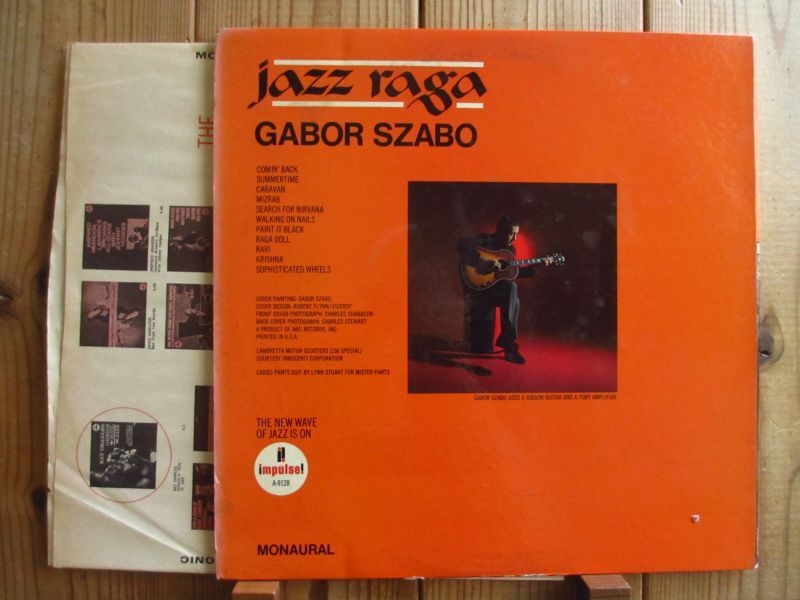 jazz raga
GABOR SZABO
COMIN' BACK
SUMMERTIME
CARAVAN
MIZRAB
SEARCH FOR NIRVANA
WALKING ON NAILS
PAINT IT BLACK
RAGA DOLL
RAVI
KRISHNA
SOPHISTICATED WHEELS
COVER PAINTING: GABOR SZABO
COVER DESIGN: ROBERT FLYNN/VICEROY
FRONT COVER PHOTOGRAPH: CHARLES SHABACON
BACK COVER PHOTOGRAPH: CHARLES STEWART
A PRODUCT OF ABC RECORDS, INC.
PRINTED IN U.S.A.
LAMBRETTA MOTOR SCOOTERS (150 SPECIAL)
COURTESY INNOCENTI CORPORATION
LADIES PANTS SUIT BY LYNN STUART FOR MISTER PANTS
GABOR SZABO USES A GIBSON GUITAR AND A TOBY AMPLIFIER
THE NEW WAVE
OF JAZZ IS ON
impulse!
A-9128
MONAURAL
THE
RAY CHARLES